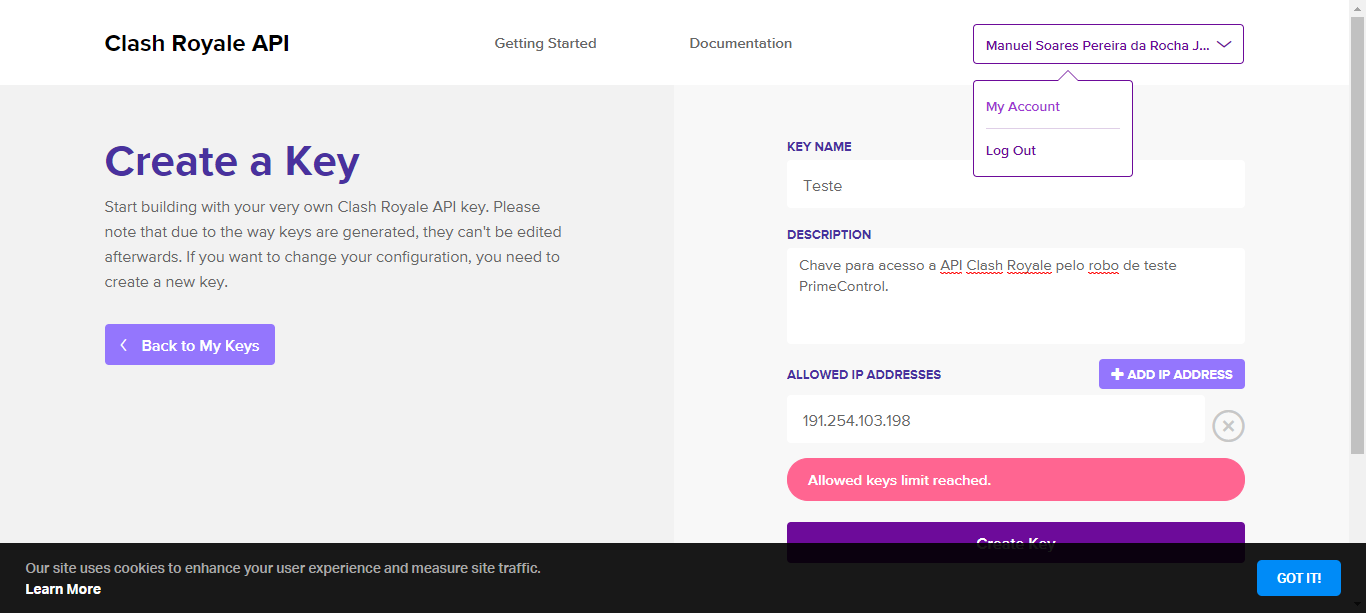 Clash Royale API
Getting Started
Documentation
Manuel Soares Pereira da Rocha J...
My Account
Log Out
Create a Key
Start building with your very own Clash Royale API key. Please
note that due to the way keys are generated, they can't be edited
afterwards. If you want to change your configuration, you need to
create a new key.
Back to My Keys
KEY NAME
Teste
DESCRIPTION
Chave para acesso a API Clash Royale pelo robo de teste
PrimeControl.
ALLOWED IP ADDRESSES
ADD IP ADDRESS
191.254.103.198
Allowed keys limit reached.
Create Key
Our site uses cookies to enhance your user experience and measure site traffic.
Learn More
GOT IT!